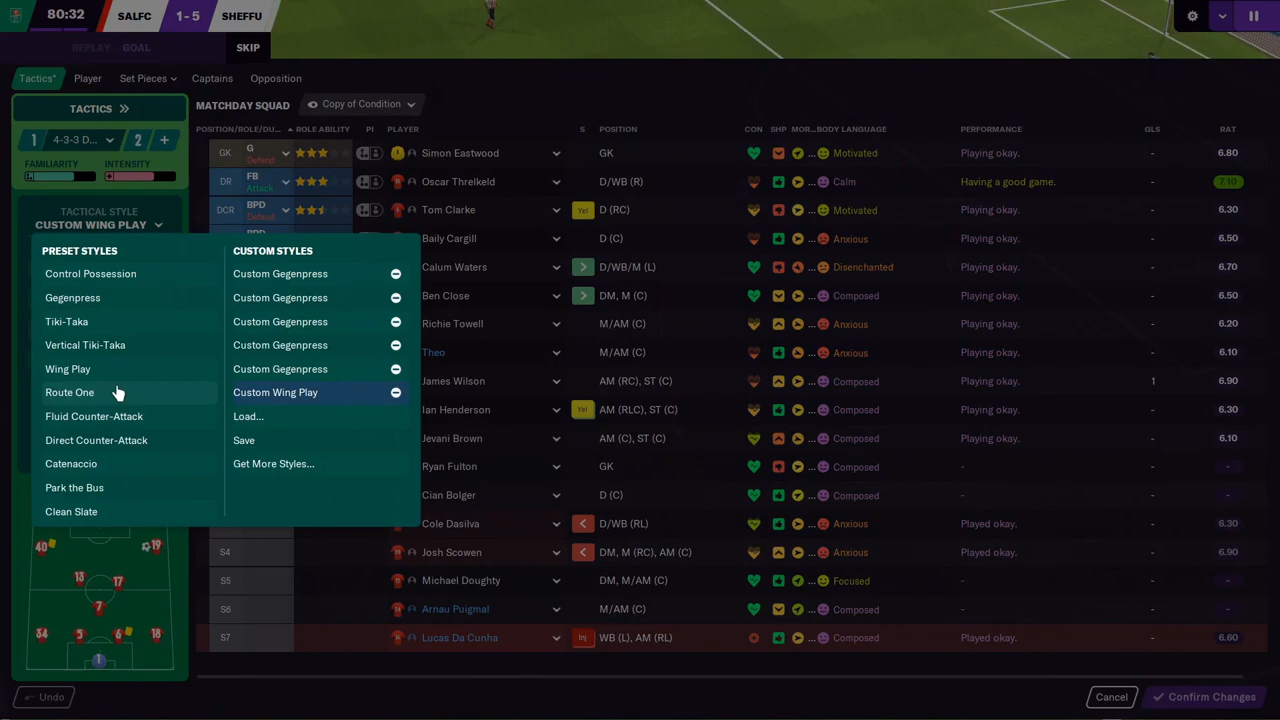 80:32 SALFC 1 - 5 SHEFFU
REPLAY GOAL SKIP
Tactics* Player Set Pieces Captains Opposition
TACTICS
1 4-3-3 D... 2 +
FAMILIARITY INTENSITY
TACTICAL STYLE
CUSTOM WING PLAY
PRESET STYLES
Control Possession
Gegenpress
Tiki-Taka
Vertical Tiki-Taka
Wing Play
Route One
Fluid Counter-Attack
Direct Counter-Attack
Catenaccio
Park the Bus
Clean Slate
CUSTOM STYLES
Custom Gegenpress
Custom Gegenpress
Custom Gegenpress
Custom Gegenpress
Custom Gegenpress
Custom Wing Play
Load...
Save
Get More Styles...
40 19
13 17
7
34 5 6 18
1
MATCHDAY SQUAD Copy of Condition
POSITION/ROLE/DU... ROLE ABILITY PI PLAYER S POSITION CON SHP MOR... BODY LANGUAGE PERFORMANCE GLS RAT
GK G Defend Simon Eastwood GK Motivated Playing okay. - 6.80
DR FB Attack Oscar Threlkeld D/WB (R) Calm Having a good game. - 7.10
DCR BPD Defend Tom Clarke Yel D (RC) Motivated Playing okay. - 6.30
Baily Cargill D (C) Anxious Playing okay. - 6.50
Calum Waters D/WB/M (L) Disenchanted Playing okay. - 6.70
Ben Close DM, M (C) Composed Playing okay. - 6.50
Richie Towell M/AM (C) Anxious Playing okay. - 6.20
Theo M/AM (C) Anxious Playing okay. - 6.10
James Wilson AM (RC), ST (C) Composed Playing okay. 1 6.90
Ian Henderson Yel AM (RLC), ST (C) Composed Playing okay. - 6.30
Jevani Brown AM (C), ST (C) Composed Playing okay. - 6.10
Ryan Fulton GK Composed - - -
Cian Bolger D (C) Composed - - -
Cole Dasilva D/WB (RL) Anxious Played okay. - 6.30
S4 Josh Scowen DM, M (RC), AM (C) Anxious Played okay. - 6.90
S5 Michael Doughty DM, M/AM (C) Focused - - -
S6 Arnau Puigmal M/AM (C) Composed - - -
S7 Lucas Da Cunha Inj WB (L), AM (RL) Composed Played okay. - 6.60
Undo Cancel Confirm Changes